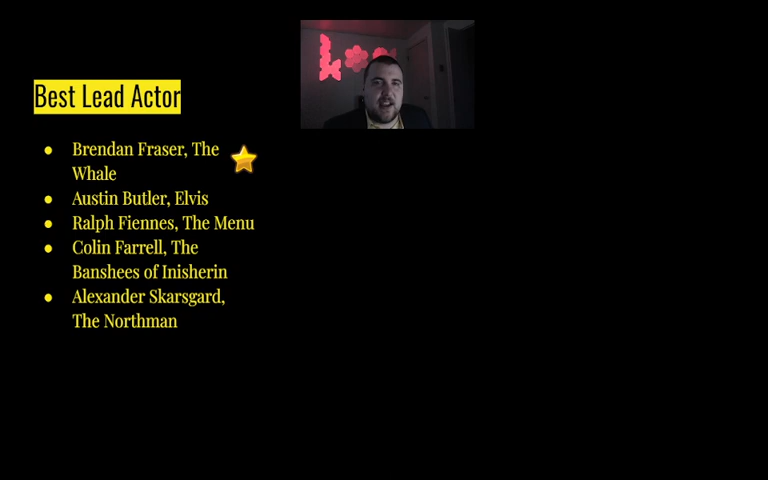 Best Lead Actor
● Brendan Fraser, The
Whale
● Austin Butler, Elvis
● Ralph Fiennes, The Menu
● Colin Farrell, The
Banshees of Inisherin
● Alexander Skarsgard,
The Northman